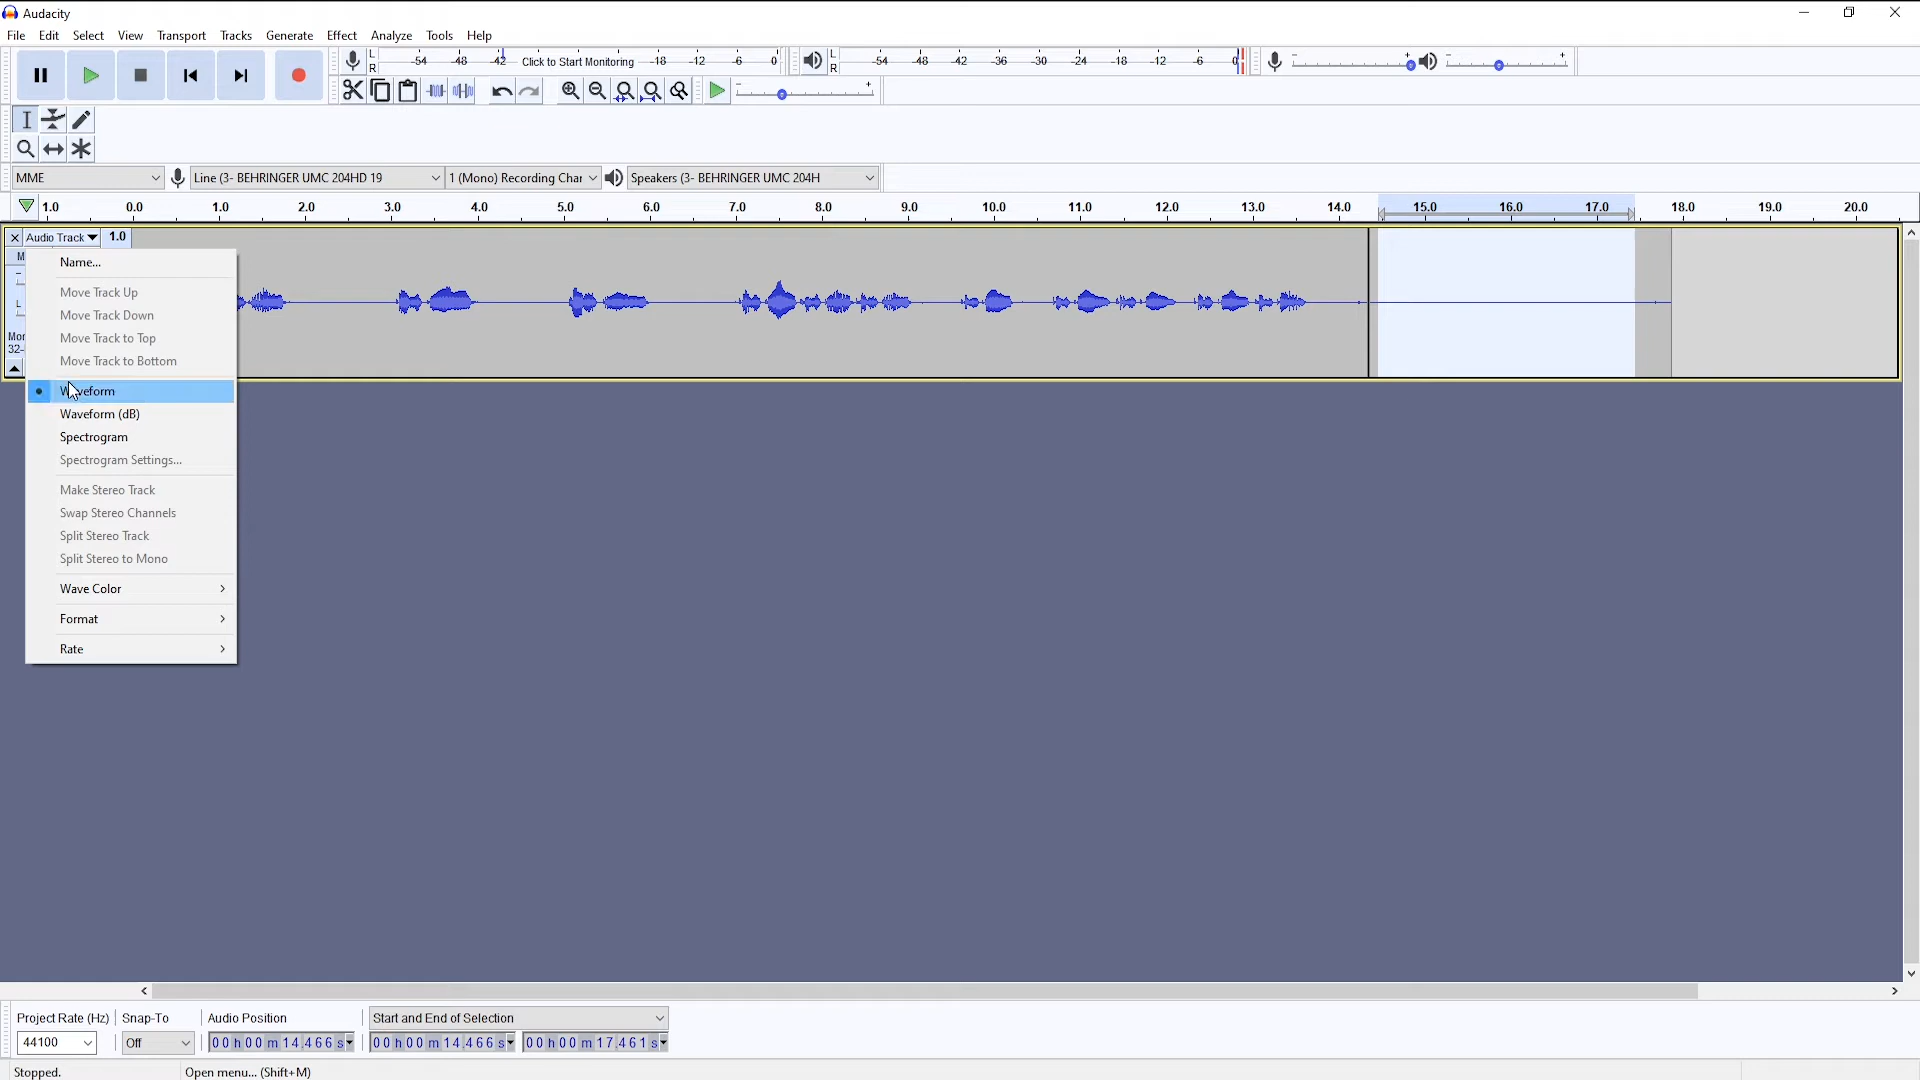 Audacity
File Edit Select View Transport Tracks Generate Effect Analyze Tools Help
L -54 -48 -42 Click to Start Monitoring -18 -12 -6 0 L -54 -48 -42 -36 -30 -24 -18 -12 -6 0 - + - +
R R
- +
MME Line (3- BEHRINGER UMC 204HD 19 1 (Mono) Recording Char Speakers (3- BEHRINGER UMC 204H
1.0 0.0 1.0 2.0 3.0 4.0 5.0 6.0 7.0 8.0 9.0 10.0 11.0 12.0 13.0 14.0 15.0 16.0 17.0 18.0 19.0 20.0
Audio Track 1.0
M
L
Mor
32-
Name...
Move Track Up
Move Track Down
Move Track to Top
Move Track to Bottom
Waveform
Waveform (dB)
Spectrogram
Spectrogram Settings...
Make Stereo Track
Swap Stereo Channels
Split Stereo Track
Split Stereo to Mono
Wave Color
Format
Rate
Project Rate (Hz) Snap-To Audio Position Start and End of Selection
44100 Off 00 h 00 m 14.466 s 00 h 00 m 14.466 s 00 h 00 m 17.461 s
Stopped. Open menu... (Shift+M)